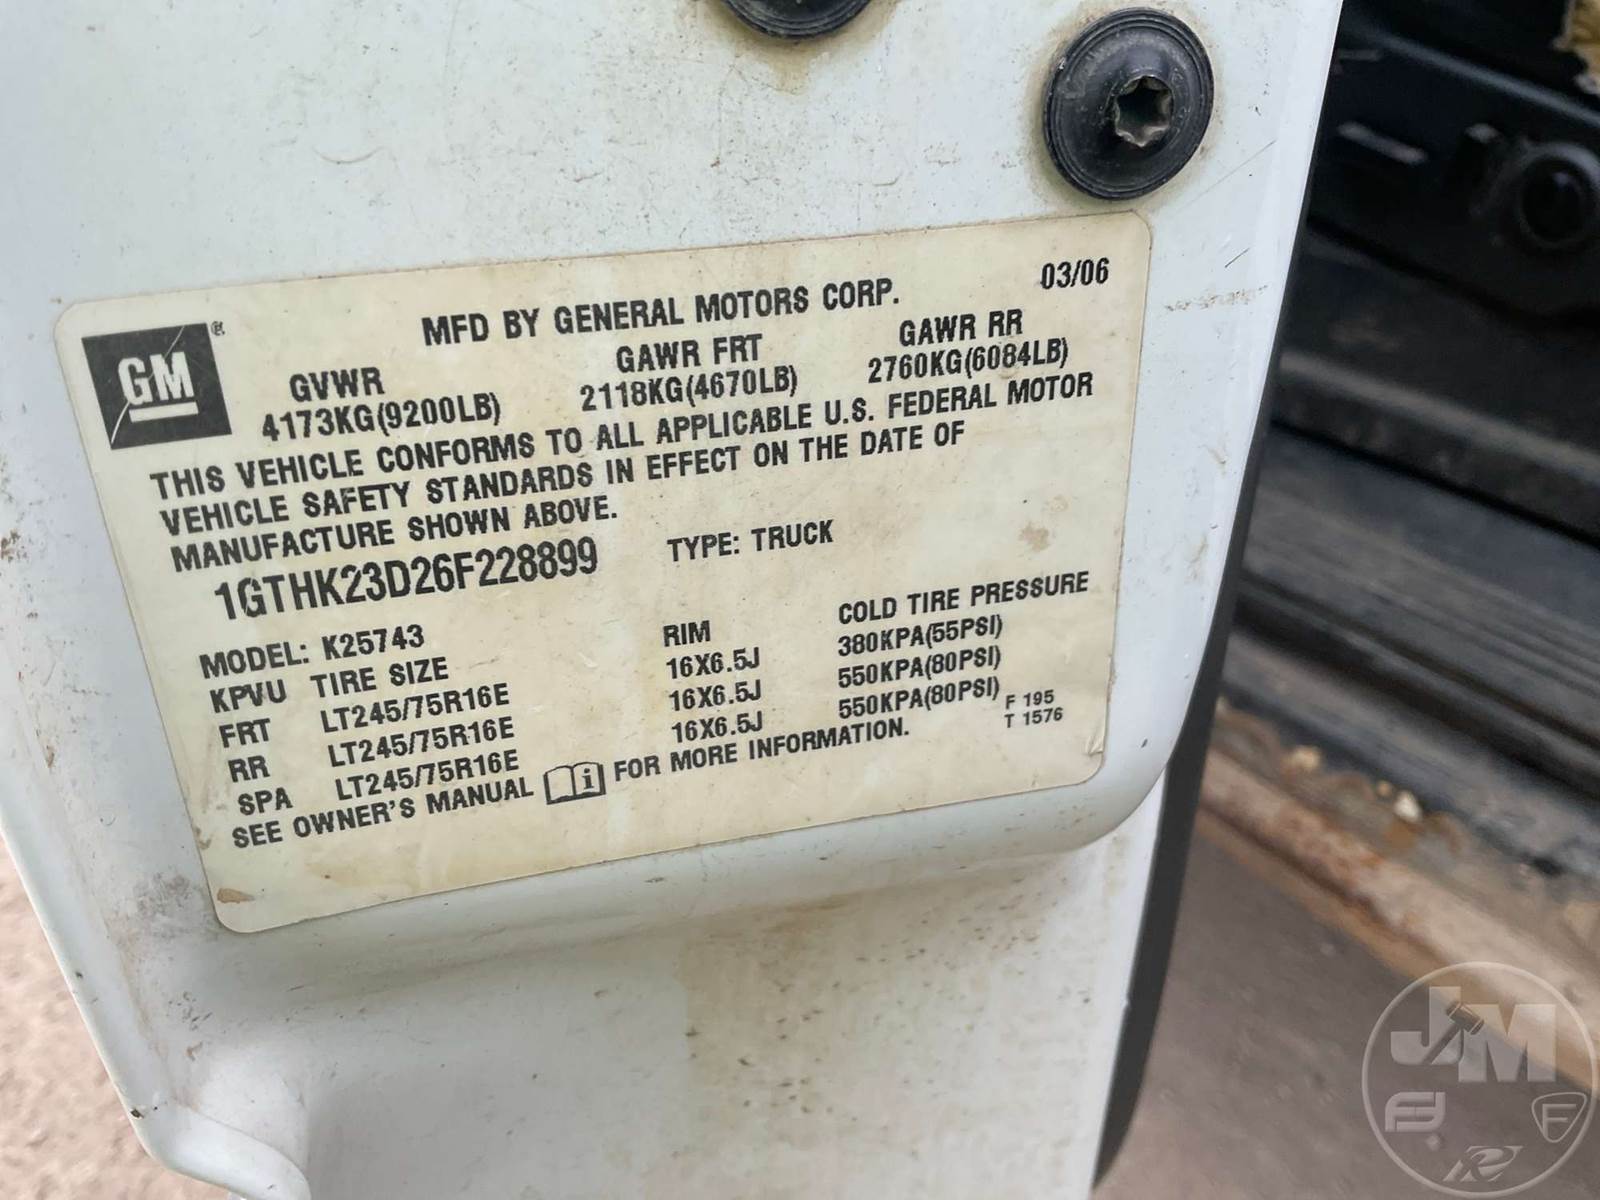 03/06
MFD BY GENERAL MOTORS CORP.
GM®
GVWR GAWR FRT GAWR RR
4173KG(9200LB) 2118KG(4670LB) 2760KG(6084LB)
THIS VEHICLE CONFORMS TO ALL APPLICABLE U.S. FEDERAL MOTOR
VEHICLE SAFETY STANDARDS IN EFFECT ON THE DATE OF
MANUFACTURE SHOWN ABOVE.
1GTHK23D26F228899 TYPE: TRUCK
MODEL: K25743
KPVU TIRE SIZE RIM COLD TIRE PRESSURE
FRT LT245/75R16E 16X6.5J 380KPA(55PSI)
RR LT245/75R16E 16X6.5J 550KPA(80PSI)
SPA LT245/75R16E 16X6.5J 550KPA(80PSI)
SEE OWNER'S MANUAL i FOR MORE INFORMATION.
F 195
T 1576
JM